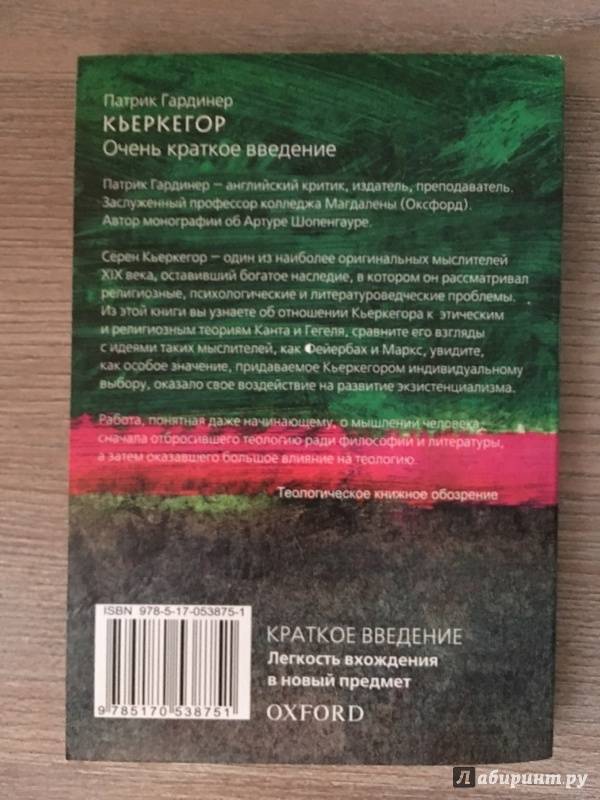 Патрик Гардинер
КЬЕРКЕГОР
Очень краткое введение
Патрик Гардинер – английский критик, издатель, преподаватель.
Заслуженный профессор колледжа Магдалены (Оксфорд).
Автор монографии об Артуре Шопенгауре.
Серен Кьеркегор – один из наиболее оригинальных мыслителей
XIX века, оставивший богатое наследие, в котором он рассматривал
религиозные, психологические и литературоведческие проблемы.
Из этой книги вы узнаете об отношении Кьеркегора к этическим
и религиозным теориям Канта и Гегеля, сравните его взгляды
с идеями таких мыслителей, как Фейербах и Маркс, увидите,
как особое значение, придаваемое Кьеркегором индивидуальному
выбору, оказало свое воздействие на развитие экзистенциализма.
Работа, понятная даже начинающему, о мышлении человека,
сначала отбросившего теологию ради философии и литературы,
а затем оказавшего большое влияние на теологию.
Теологическое книжное обозрение
ISBN 978-5-17-053875-1
9 785170 538751
КРАТКОЕ ВВЕДЕНИЕ
Легкость вхождения
в новый предмет
OXFORD
Лабиринт.ру